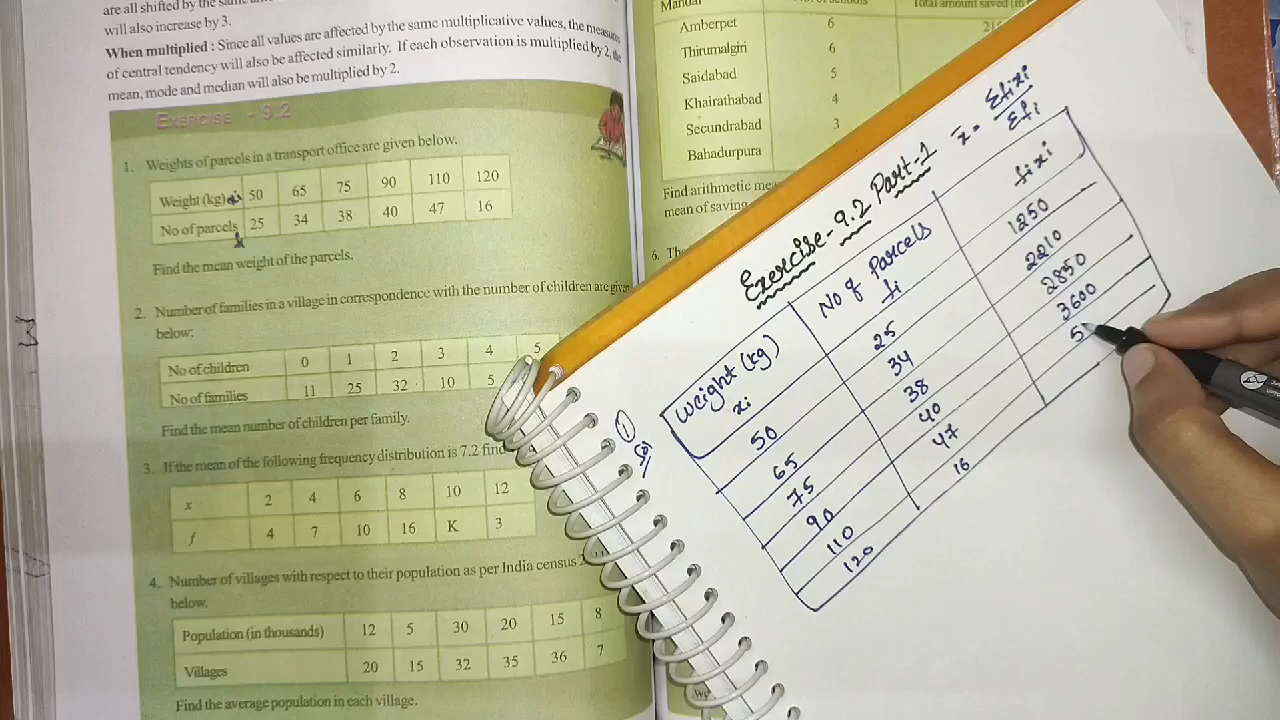 are all shifted by the
will also increase by 3.
When multiplied : Since all values are affected by the same multiplicative values, the measures
of central tendency will also be affected similarly. If each observation is multiplied by 2, the
mean, mode and median will also be multiplied by 2.
EXERCISE - 9.2
1. Weights of parcels in a transport office are given below.
Weight (kg) xi 50 65 75 90 110 120
No of parcels 25 34 38 40 47 16
Find the mean weight of the parcels.
2. Number of families in a village in correspondence with the number of children are given
below:
No of children 0 1 2 3 4 5
No of families 11 25 32 10 5
Find the mean number of children per family.
3. If the mean of the following frequency distribution is 7.2 find
x 2 4 6 8 10 12
f 4 7 10 16 K 3
4. Number of villages with respect to their population as per India census
below.
Population (in thousands) 12 5 30 20 15 8
Villages 20 15 32 35 36 7
Find the average population in each village.
Total amount saved (in
Amberpet 6
Thirumalgiri 6
Saidabad 5
Khairathabad 4
Secundrabad 3
Bahadurpura
Find arithmetic
mean of saving
6.
Exercise - 9.2 Part-1
x̄ = Σfixi / Σfi
①
Weight (kg) xi No of Parcels fi fixi
50 25 1250
65 34 2210
75 38 2850
90 40 3600
110 47 5
120 16